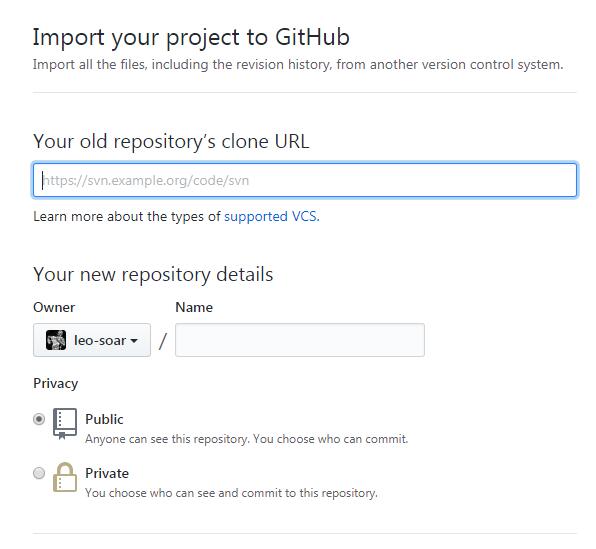 Import your project to GitHub
Import all the files, including the revision history, from another version control system.
Your old repository's clone URL
https://svn.example.org/code/svn
Learn more about the types of supported VCS.
Your new repository details
Owner Name
leo-soar /
Privacy
Public
Anyone can see this repository. You choose who can commit.
Private
You choose who can see and commit to this repository.